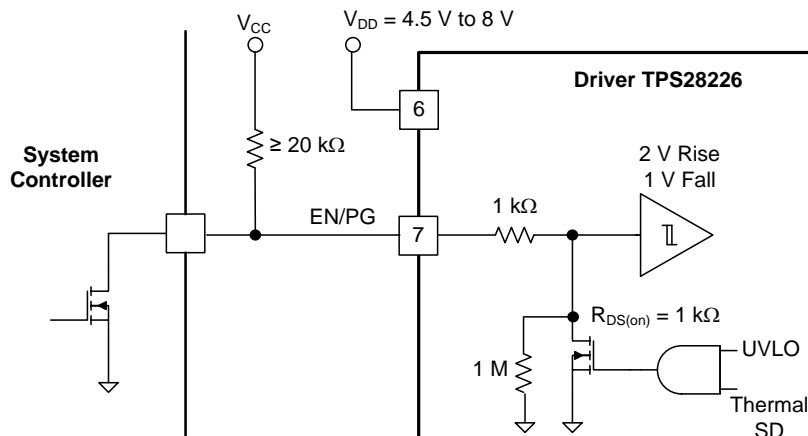 V_CC
V_DD = 4.5 V to 8 V
Driver TPS28226
6
≥ 20 kΩ
System
Controller
2 V Rise
1 V Fall
EN/PG
7
1 kΩ
R_DS(on) = 1 kΩ
1 M
UVLO
Thermal
SD